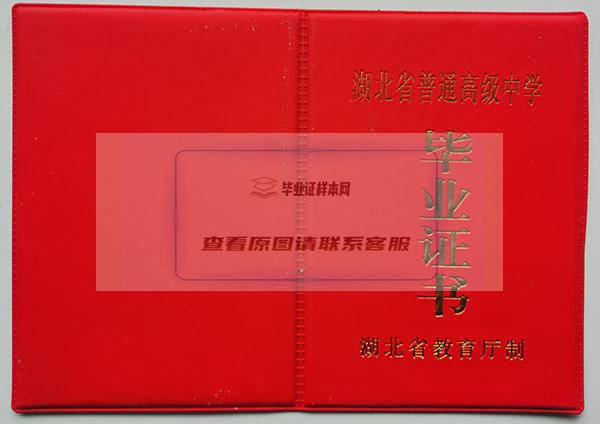 湖北省普通高级中学
毕业证书
湖北省教育厅制
毕业证样本网
查看原图请联系客服